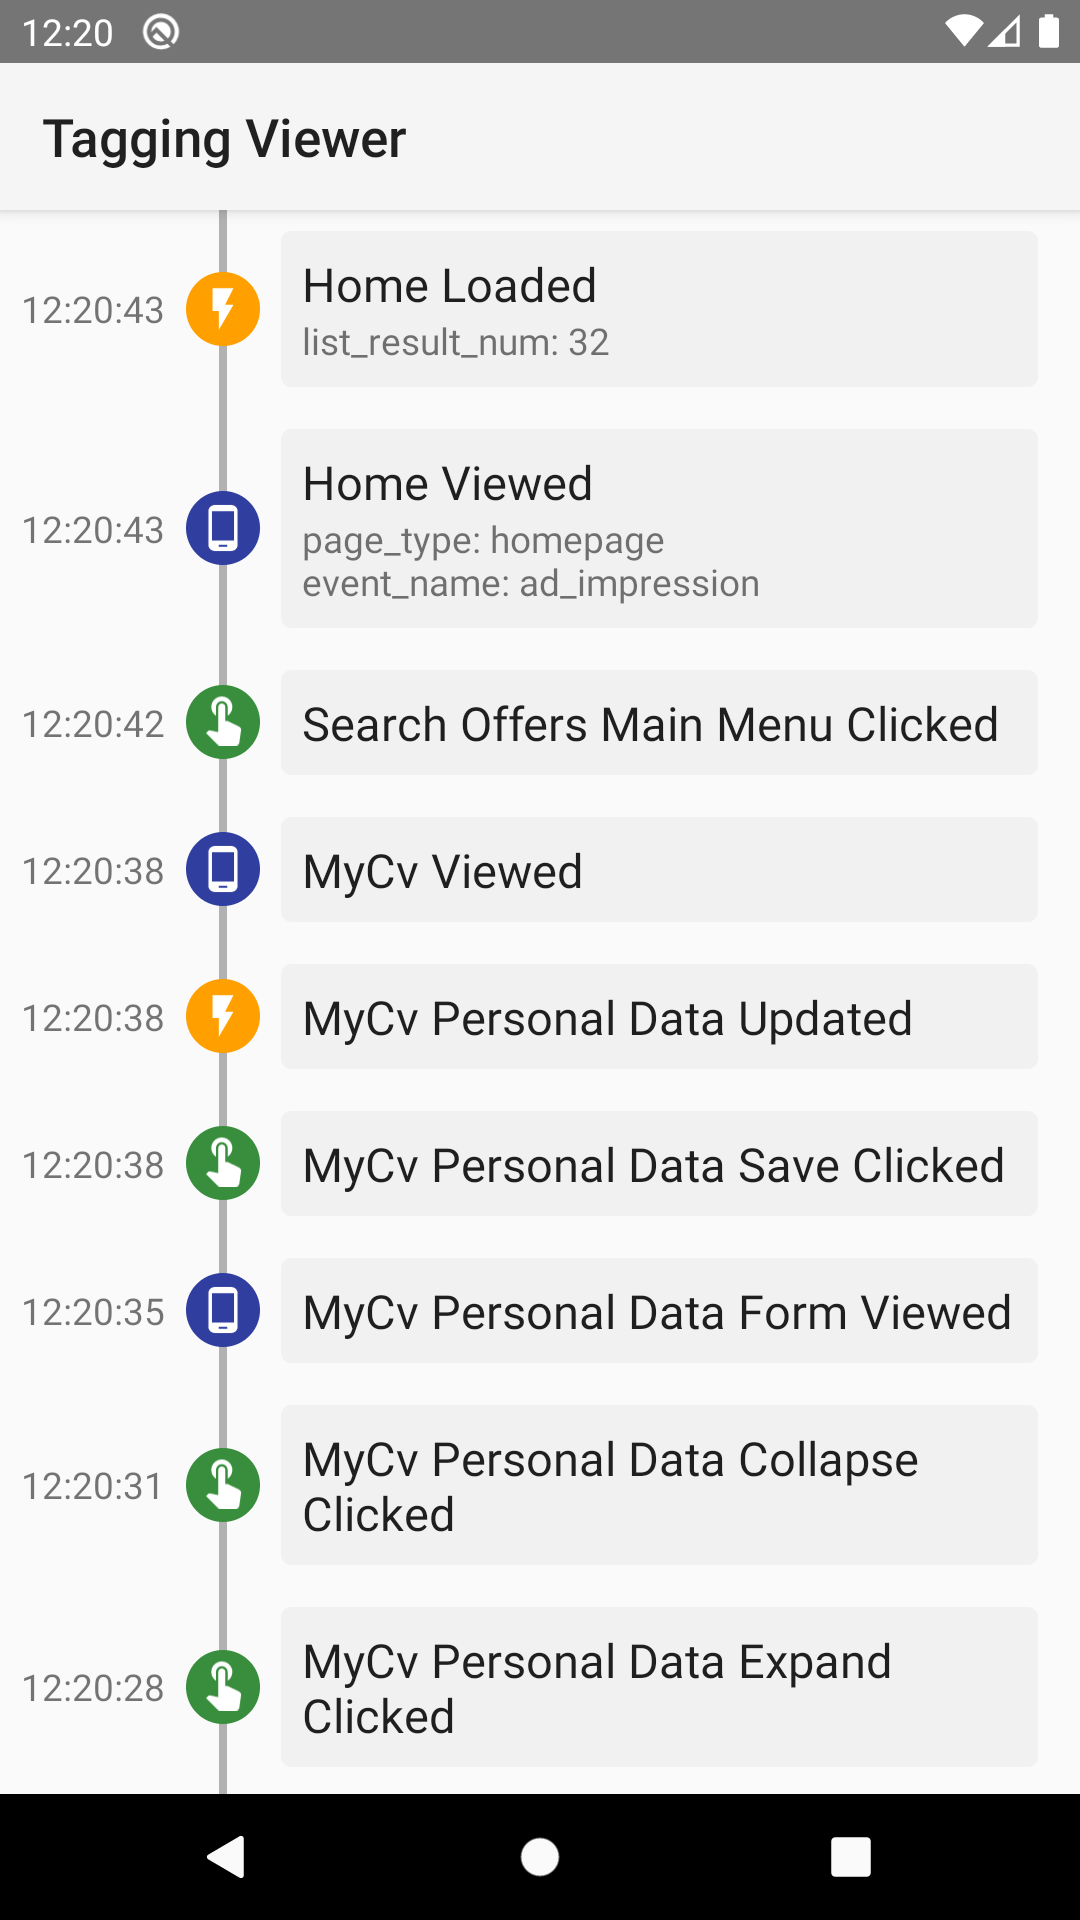 12:20
Tagging Viewer
12:20:43
Home Loaded
list_result_num: 32
12:20:43
Home Viewed
page_type: homepage
event_name: ad_impression
12:20:42
Search Offers Main Menu Clicked
12:20:38
MyCv Viewed
12:20:38
MyCv Personal Data Updated
12:20:38
MyCv Personal Data Save Clicked
12:20:35
MyCv Personal Data Form Viewed
12:20:31
MyCv Personal Data Collapse
Clicked
12:20:28
MyCv Personal Data Expand
Clicked